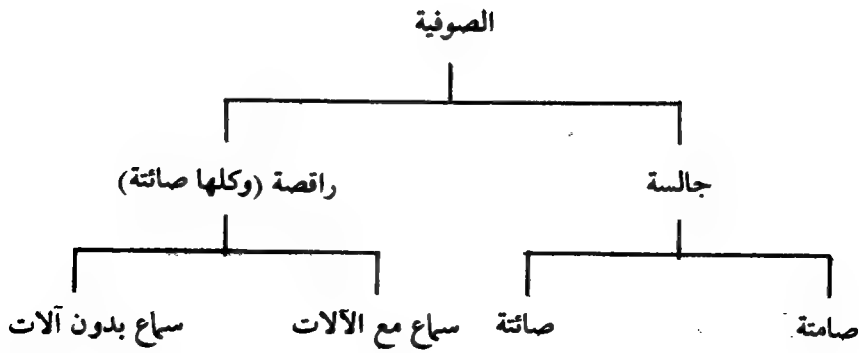 الصوفية
جالسة
راقصة (وكلها صائتة)
صامتة
صائتة
سماع مع الآلات
سماع بدون آلات